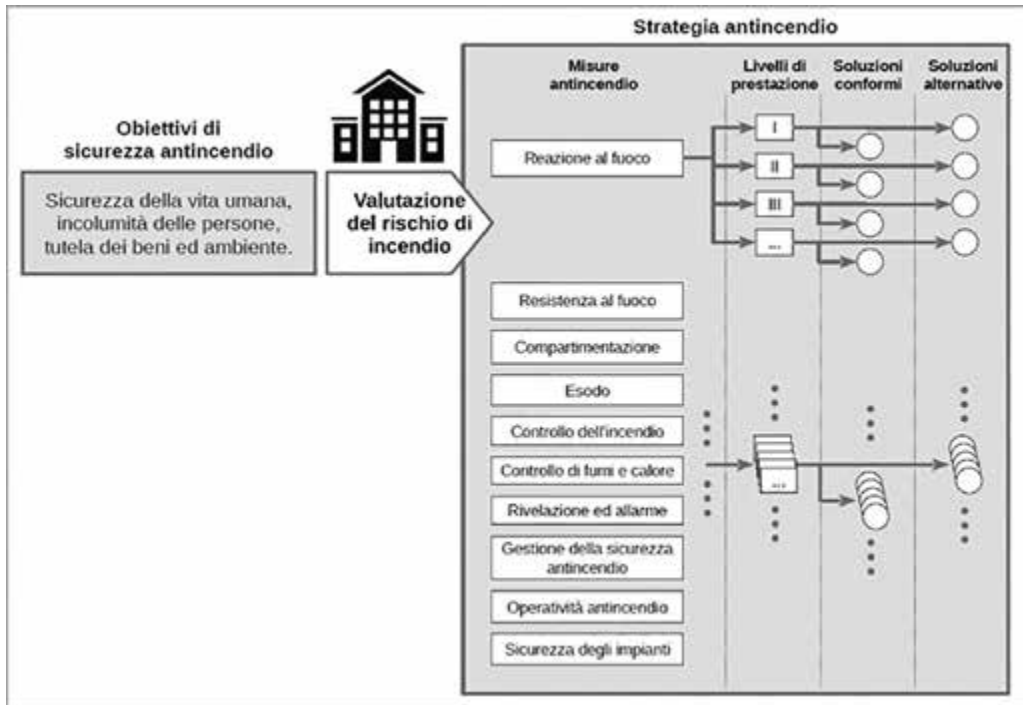 Strategia antincendio
Misure
antincendio
Livelli di
prestazione
Soluzioni
conformi
Soluzioni
alternative
Obiettivi di
sicurezza antincendio
Sicurezza della vita umana,
incolumità delle persone,
tutela dei beni ed ambiente.
Valutazione
del rischio di
incendio
Reazione al fuoco
I
II
III
...
Resistenza al fuoco
Compartimentazione
Esodo
Controllo dell'incendio
Controllo di fumi e calore
...
Rivelazione ed allarme
Gestione della sicurezza
antincendio
Operatività antincendio
Sicurezza degli impianti